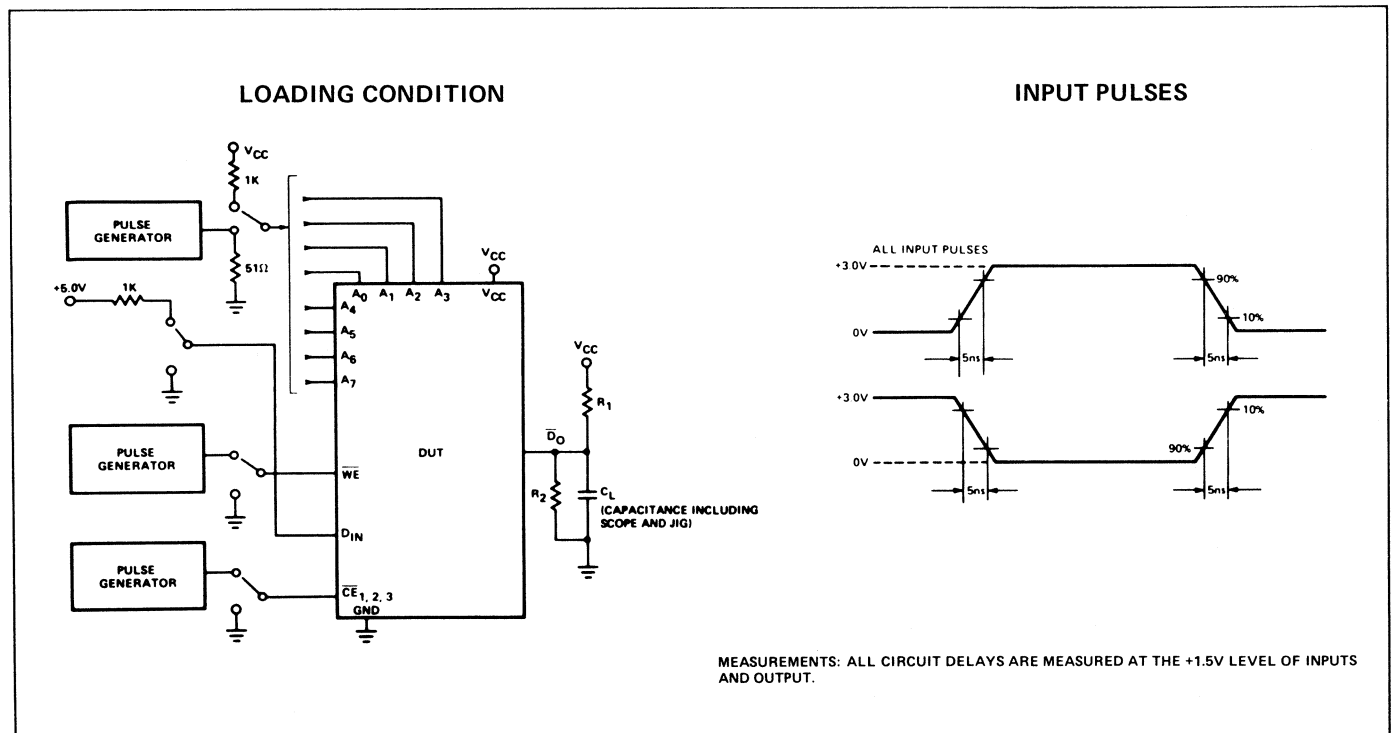 LOADING CONDITION
INPUT PULSES
VCC
1K
PULSE
GENERATOR
51Ω
+5.0V
1K
A0 A1 A2 A3
VCC
VCC
A4
A5
A6
A7
PULSE
GENERATOR
WE
DUT
DIN
PULSE
GENERATOR
CE1, 2, 3
GND
VCC
R1
DO
R2
CL
(CAPACITANCE INCLUDING
SCOPE AND JIG)
ALL INPUT PULSES
+3.0V
90%
10%
0V
5ns
5ns
+3.0V
10%
90%
0V
5ns
5ns
MEASUREMENTS: ALL CIRCUIT DELAYS ARE MEASURED AT THE +1.5V LEVEL OF INPUTS
AND OUTPUT.